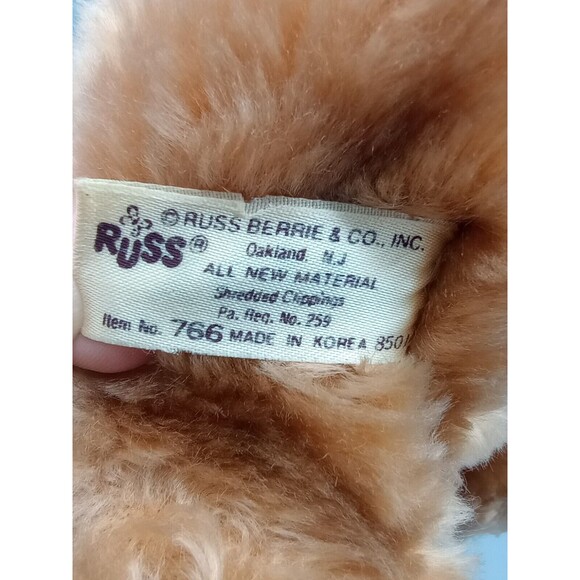 © RUSS BERRIE & CO., INC.
RUSS®
Oakland, N.J.
ALL NEW MATERIAL
Shredded Clippings
Pa. Reg. No. 259
Item No. 766 MADE IN KOREA